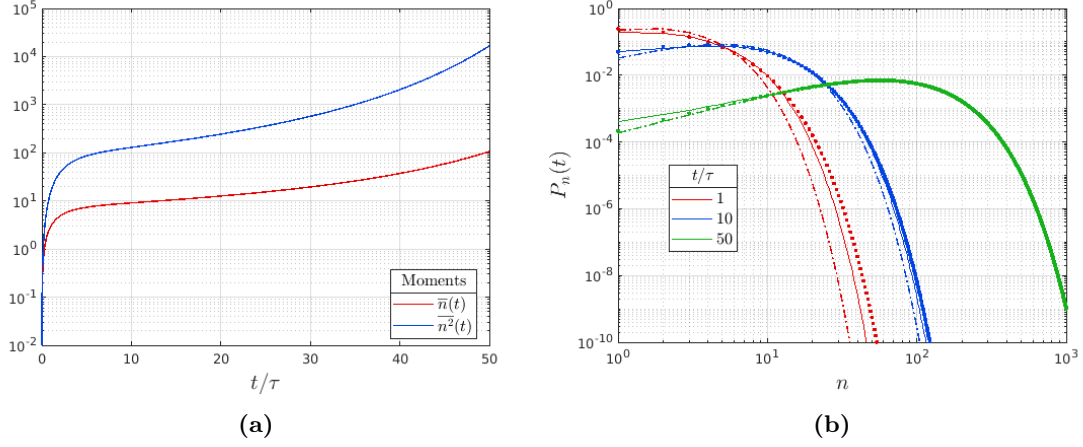 10^5
10^4
10^3
10^2
10^1
10^0
10^{-1}
10^{-2}
0 10 20 30 40 50
t/τ
Moments
n̅(t)
n̅²̅(t)
(a)
P_n(t)
10^0
10^{-2}
10^{-4}
10^{-6}
10^{-8}
10^{-10}
10^0 10^1 10^2 10^3
n
t/τ
1
10
50
(b)